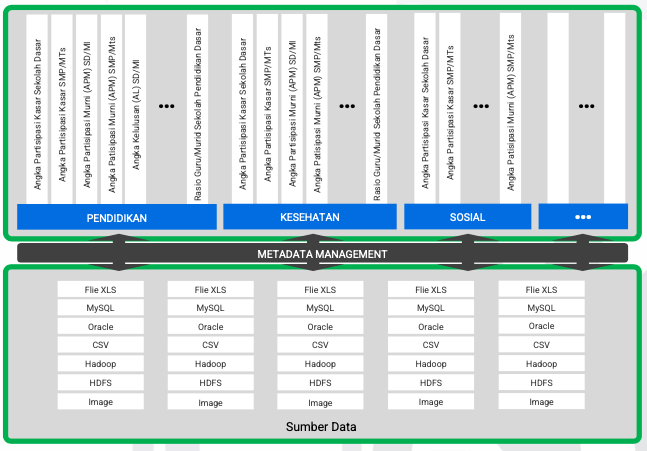 Angka Partisipasi Kasar Sekolah Dasar
Angka Partisipasi Kasar SMP/MTs
Angka Partisipasi Murni (APM) SD/MI
Angka Patisipasi Murni (APM) SMP/Mts
Angka Kelulusan (AL) SD/MI
•••
Rasio Guru/Murid Sekolah Pendidikan Dasar
Angka Partisipasi Kasar Sekolah Dasar
Angka Partisipasi Kasar SMP/MTs
Angka Partisipasi Murni (APM) SD/MI
Angka Patisipasi Murni (APM) SMP/Mts
•••
Rasio Guru/Murid Sekolah Pendidikan Dasar
Angka Partisipasi Kasar Sekolah Dasar
Angka Partisipasi Kasar SMP/MTs
•••
Angka Patisipasi Murni (APM) SMP/Mts
•••
PENDIDIKAN
KESEHATAN
SOSIAL
•••
METADATA MANAGEMENT
Flie XLS
MySQL
Oracle
CSV
Hadoop
HDFS
Image
Flie XLS
MySQL
Oracle
CSV
Hadoop
HDFS
Image
Flie XLS
MySQL
Oracle
CSV
Hadoop
HDFS
Image
Flie XLS
MySQL
Oracle
CSV
Hadoop
HDFS
Image
Flie XLS
MySQL
Oracle
CSV
Hadoop
HDFS
Image
Sumber Data